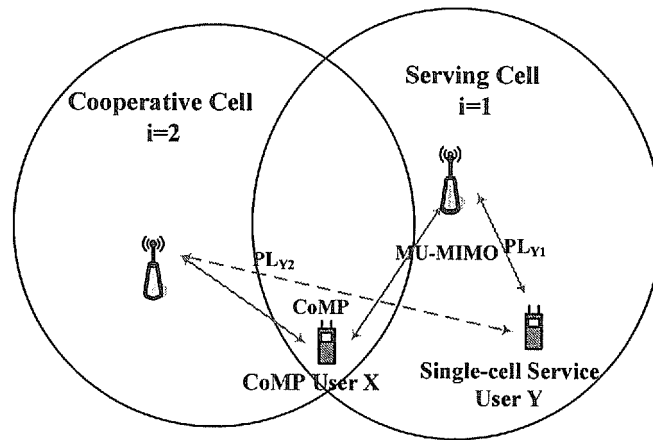 Cooperative Cell
i=2
Serving Cell
i=1
PLY2
MU-MIMO
PLY1
CoMP
CoMP User X
Single-cell Service
User Y